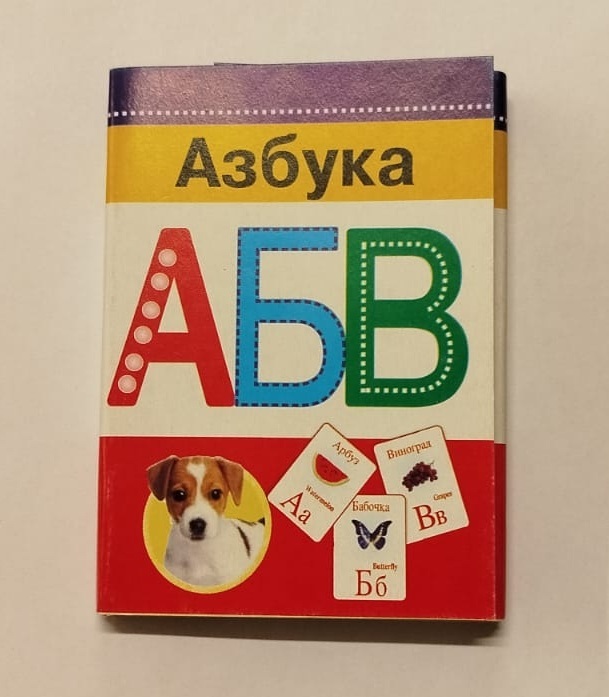 Азбука
АБВ
Арбуз
Watermelon
Аа
Бабочка
Butterfly
Бб
Виноград
Grapes
Вв